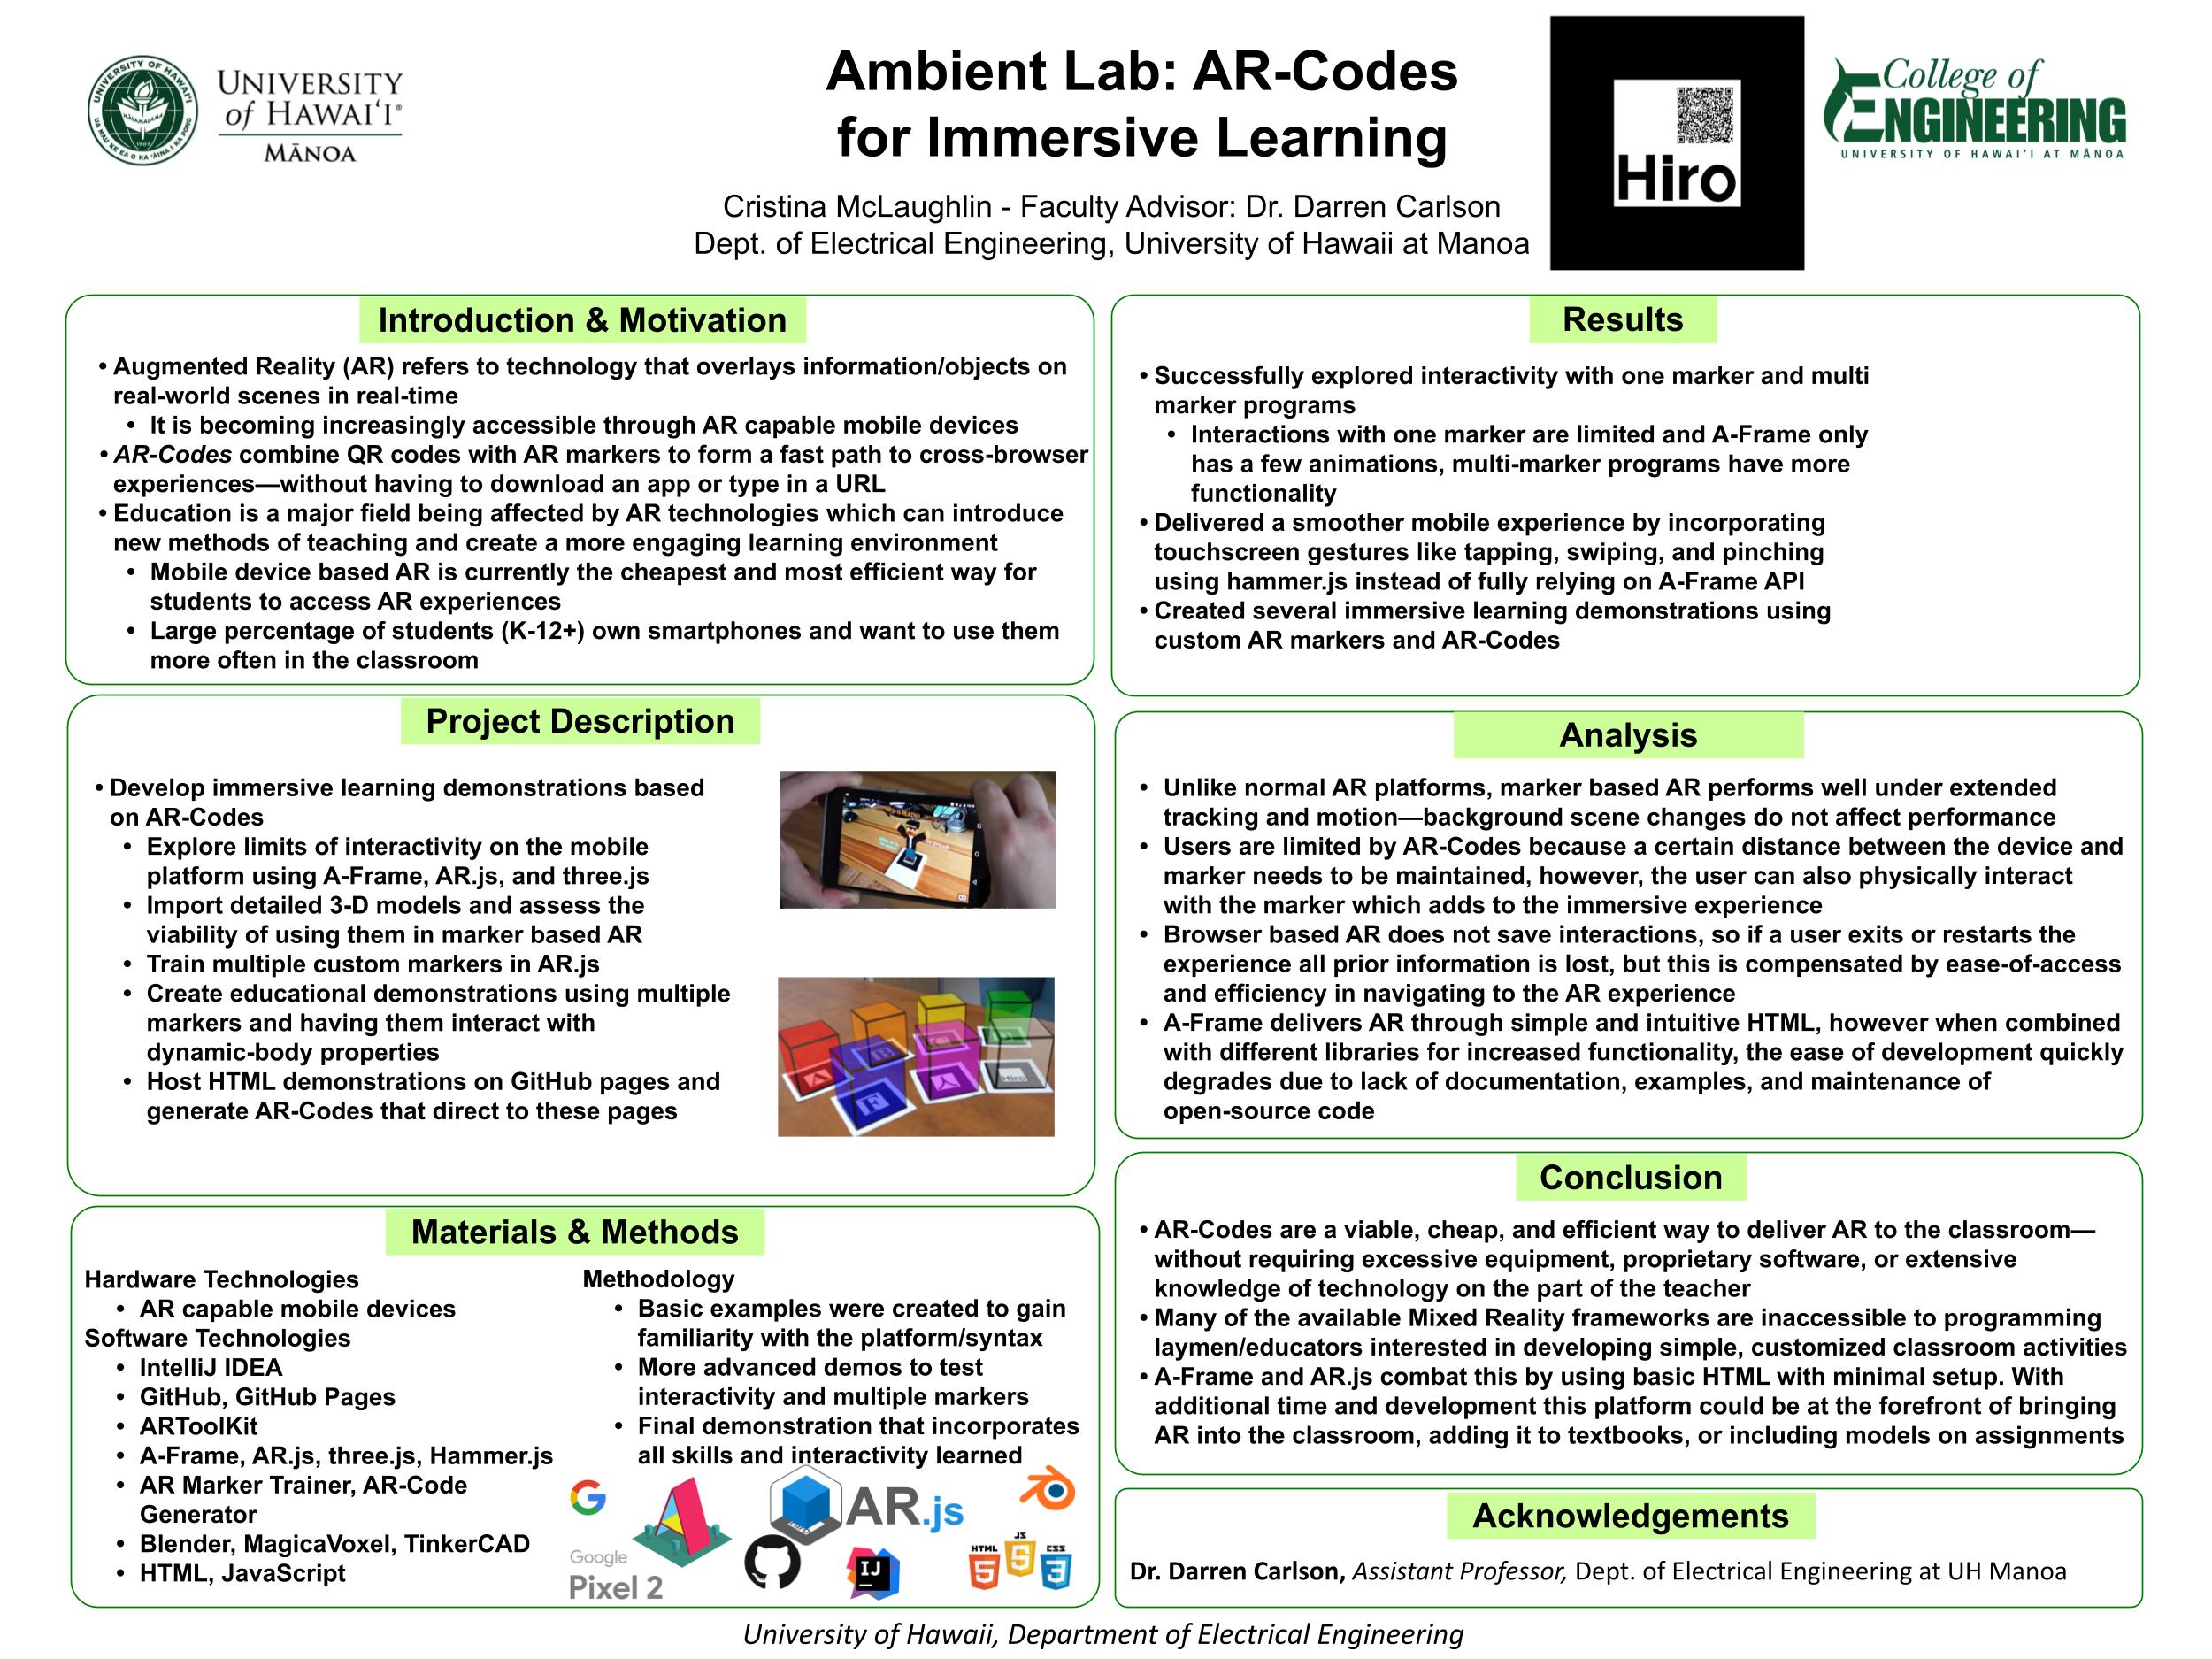 UNIVERSITY OF HAWAI'I
UA MAU KE EA O KA 'ĀINA I KA PONO
MĀLAMALAMA
1907
UNIVERSITY
of HAWAI'I®
MĀNOA
Ambient Lab: AR-Codes
for Immersive Learning
Cristina McLaughlin - Faculty Advisor: Dr. Darren Carlson
Dept. of Electrical Engineering, University of Hawaii at Manoa
Hiro
College of
ENGINEERING
UNIVERSITY OF HAWAI'I AT MĀNOA
Introduction & Motivation
• Augmented Reality (AR) refers to technology that overlays information/objects on
real-world scenes in real-time
• It is becoming increasingly accessible through AR capable mobile devices
• AR-Codes combine QR codes with AR markers to form a fast path to cross-browser
experiences—without having to download an app or type in a URL
• Education is a major field being affected by AR technologies which can introduce
new methods of teaching and create a more engaging learning environment
• Mobile device based AR is currently the cheapest and most efficient way for
students to access AR experiences
• Large percentage of students (K-12+) own smartphones and want to use them
more often in the classroom
Project Description
• Develop immersive learning demonstrations based
on AR-Codes
• Explore limits of interactivity on the mobile
platform using A-Frame, AR.js, and three.js
• Import detailed 3-D models and assess the
viability of using them in marker based AR
• Train multiple custom markers in AR.js
• Create educational demonstrations using multiple
markers and having them interact with
dynamic-body properties
• Host HTML demonstrations on GitHub pages and
generate AR-Codes that direct to these pages
A
B
F
Hiro
Materials & Methods
Hardware Technologies
• AR capable mobile devices
Software Technologies
• IntelliJ IDEA
• GitHub, GitHub Pages
• ARToolKit
• A-Frame, AR.js, three.js, Hammer.js
• AR Marker Trainer, AR-Code
Generator
• Blender, MagicaVoxel, TinkerCAD
• HTML, JavaScript
Methodology
• Basic examples were created to gain
familiarity with the platform/syntax
• More advanced demos to test
interactivity and multiple markers
• Final demonstration that incorporates
all skills and interactivity learned
G
Google
Pixel 2
AR.js
IJ
HTML
5
JS
5
CSS
3
Results
• Successfully explored interactivity with one marker and multi
marker programs
• Interactions with one marker are limited and A-Frame only
has a few animations, multi-marker programs have more
functionality
• Delivered a smoother mobile experience by incorporating
touchscreen gestures like tapping, swiping, and pinching
using hammer.js instead of fully relying on A-Frame API
• Created several immersive learning demonstrations using
custom AR markers and AR-Codes
Analysis
• Unlike normal AR platforms, marker based AR performs well under extended
tracking and motion—background scene changes do not affect performance
• Users are limited by AR-Codes because a certain distance between the device and
marker needs to be maintained, however, the user can also physically interact
with the marker which adds to the immersive experience
• Browser based AR does not save interactions, so if a user exits or restarts the
experience all prior information is lost, but this is compensated by ease-of-access
and efficiency in navigating to the AR experience
• A-Frame delivers AR through simple and intuitive HTML, however when combined
with different libraries for increased functionality, the ease of development quickly
degrades due to lack of documentation, examples, and maintenance of
open-source code
Conclusion
• AR-Codes are a viable, cheap, and efficient way to deliver AR to the classroom—
without requiring excessive equipment, proprietary software, or extensive
knowledge of technology on the part of the teacher
• Many of the available Mixed Reality frameworks are inaccessible to programming
laymen/educators interested in developing simple, customized classroom activities
• A-Frame and AR.js combat this by using basic HTML with minimal setup. With
additional time and development this platform could be at the forefront of bringing
AR into the classroom, adding it to textbooks, or including models on assignments
Acknowledgements
Dr. Darren Carlson, Assistant Professor, Dept. of Electrical Engineering at UH Manoa
University of Hawaii, Department of Electrical Engineering